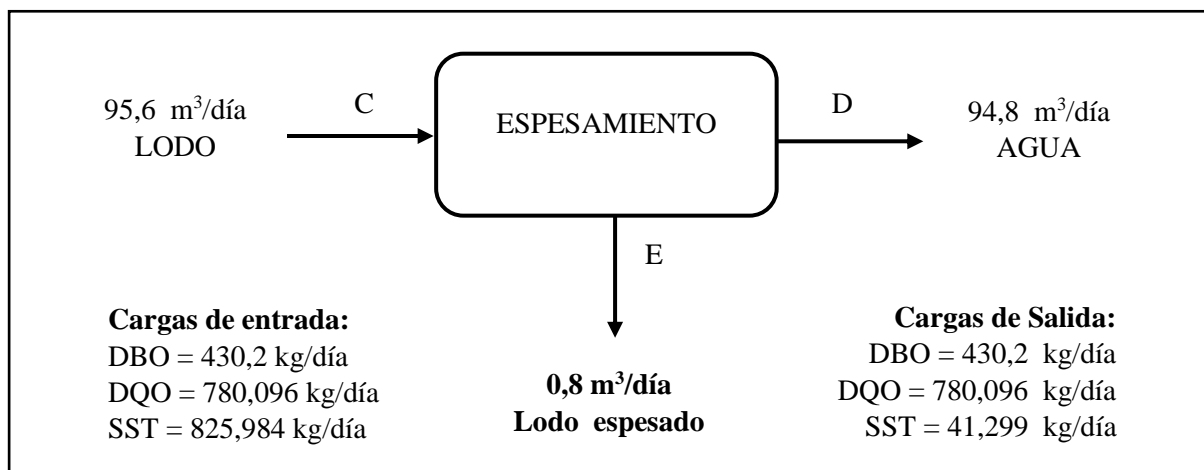 95,6 m³/día
LODO
C
ESPESAMIENTO
D
94,8 m³/día
AGUA
E
Cargas de entrada:
DBO = 430,2 kg/día
DQO = 780,096 kg/día
SST = 825,984 kg/día
0,8 m³/día
Lodo espesado
Cargas de Salida:
DBO = 430,2 kg/día
DQO = 780,096 kg/día
SST = 41,299 kg/día